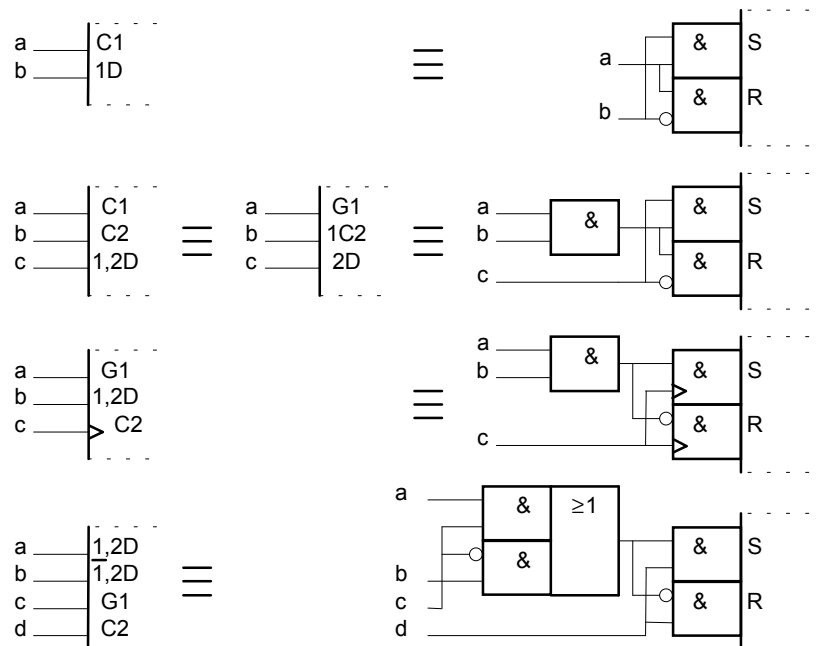 a C1 & S
b 1D a
& R
b
a C1 a G1 a & & S
b C2 b 1C2 b
c 1,2D c 2D c & R
a G1 a & & S
b 1,2D b
c C2 c & R
a & ≥1
a 1,2D & S
b 1̅,2D b &
c G1 c & R
d C2 d